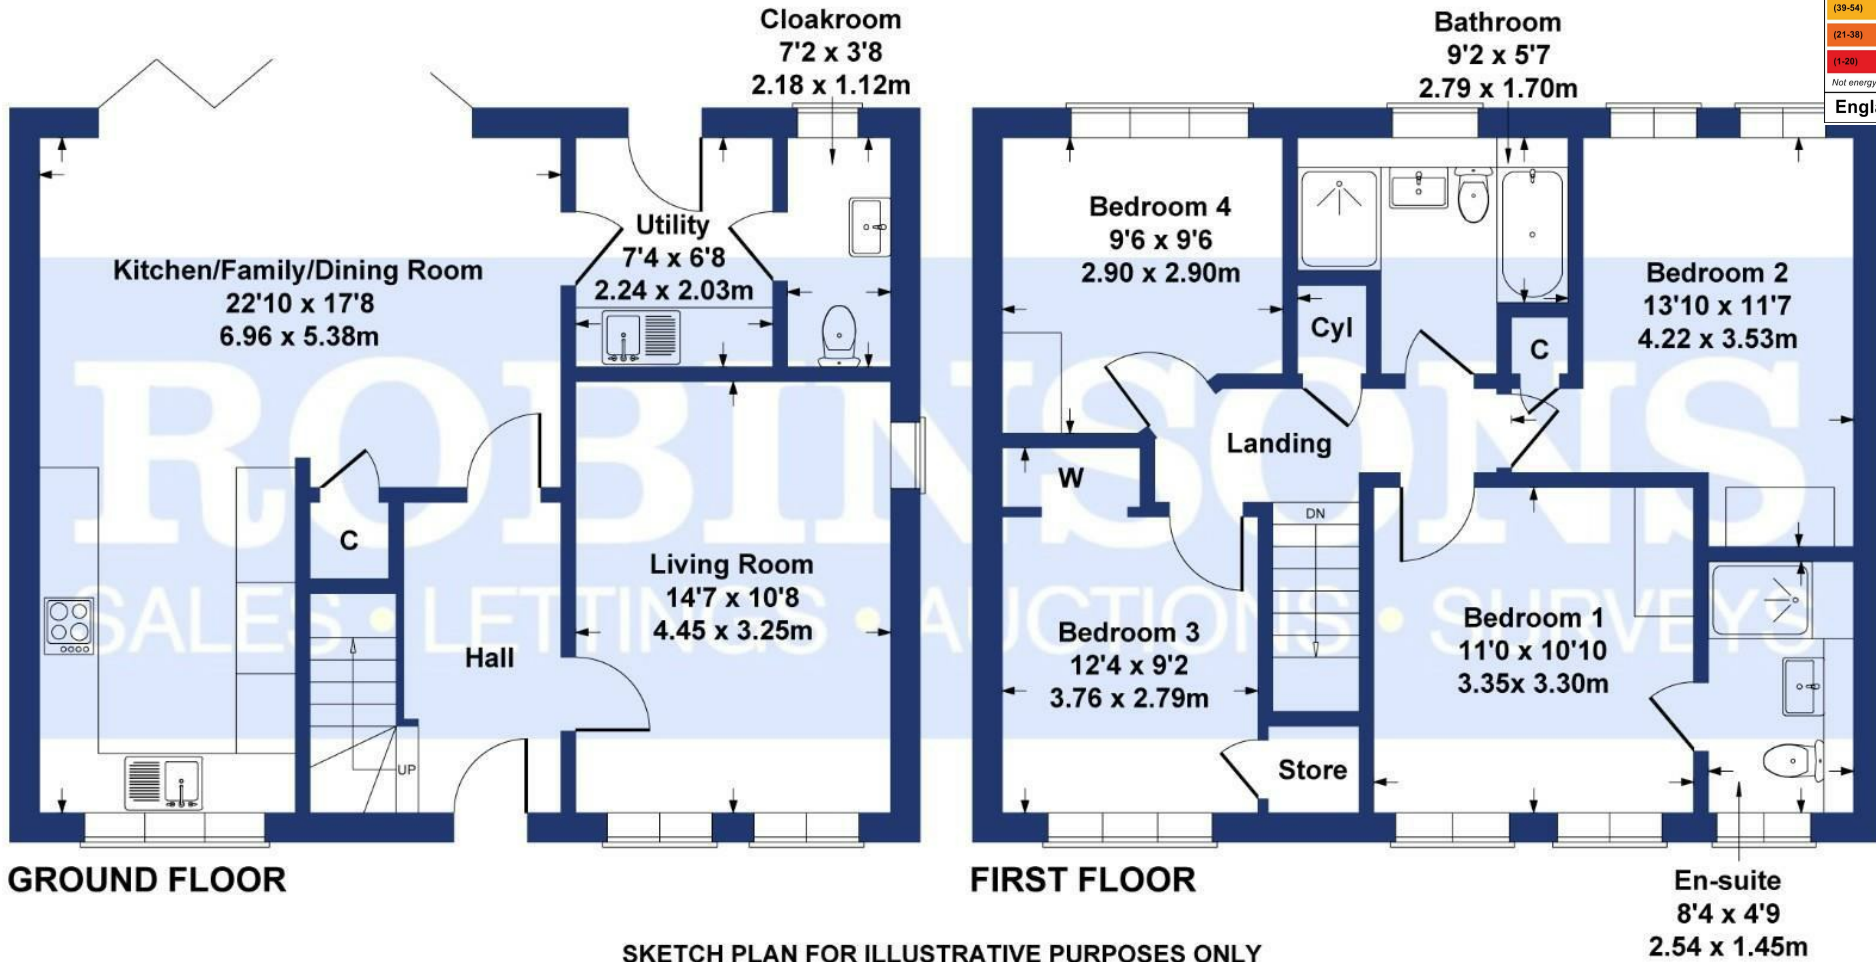 Cloakroom
7'2 x 3'8
2.18 x 1.12m
Bathroom
9'2 x 5'7
2.79 x 1.70m
(39-54)
(21-38)
(1-20)
Not energy
Engla
Kitchen/Family/Dining Room
22'10 x 17'8
6.96 x 5.38m
Utility
7'4 x 6'8
2.24 x 2.03m
Bedroom 4
9'6 x 9'6
2.90 x 2.90m
Cyl
C
Bedroom 2
13'10 x 11'7
4.22 x 3.53m
Landing
W
DN
C
ROBINSONS
SALES • LETTINGS • AUCTIONS • SURVEYS
Hall
UP
Living Room
14'7 x 10'8
4.45 x 3.25m
Bedroom 3
12'4 x 9'2
3.76 x 2.79m
Store
Bedroom 1
11'0 x 10'10
3.35x 3.30m
GROUND FLOOR
FIRST FLOOR
En-suite
8'4 x 4'9
2.54 x 1.45m
SKETCH PLAN FOR ILLUSTRATIVE PURPOSES ONLY